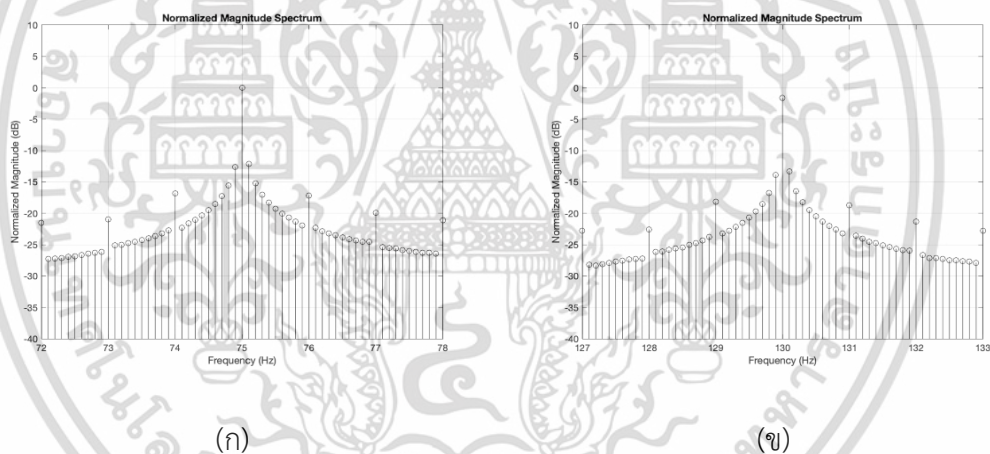 Normalized Magnitude Spectrum
10
5
0
-5
-10
-15
-20
-25
-30
-35
-40
Normalized Magnitude (dB)
72 73 74 75 76 77 78
Frequency (Hz)
(ก)
Normalized Magnitude Spectrum
10
5
0
-5
-10
-15
-20
-25
-30
-35
-40
Normalized Magnitude (dB)
127 128 129 130 131 132 133
Frequency (Hz)
(ข)